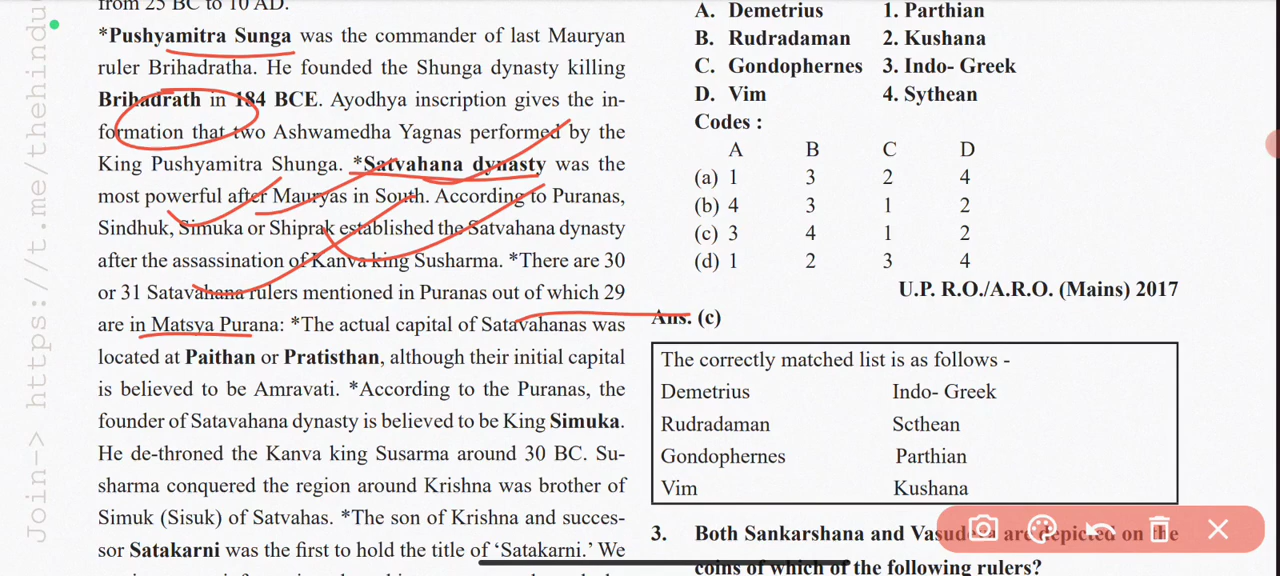 from 25 BC to 10 AD.
*Pushyamitra Sunga was the commander of last Mauryan
ruler Brihadratha. He founded the Shunga dynasty killing
Brihadrath in 184 BCE. Ayodhya inscription gives the in-
formation that two Ashwamedha Yagnas performed by the
King Pushyamitra Shunga. *Satvahana dynasty was the
most powerful after Mauryas in South. According to Puranas,
Sindhuk, Simuka or Shiprak established the Satvahana dynasty
after the assassination of Kanva king Susharma. *There are 30
or 31 Satavahana rulers mentioned in Puranas out of which 29
are in Matsya Purana: *The actual capital of Satavahanas was
located at Paithan or Pratisthan, although their initial capital
is believed to be Amravati. *According to the Puranas, the
founder of Satavahana dynasty is believed to be King Simuka.
He de-throned the Kanva king Susarma around 30 BC. Su-
sharma conquered the region around Krishna was brother of
Simuk (Sisuk) of Satvahas. *The son of Krishna and succes-
sor Satakarni was the first to hold the title of ‘Satakarni.’ We
A. Demetrius 1. Parthian
B. Rudradaman 2. Kushana
C. Gondophernes 3. Indo- Greek
D. Vim 4. Sythean
Codes :
A B C D
(a) 1 3 2 4
(b) 4 3 1 2
(c) 3 4 1 2
(d) 1 2 3 4
U.P. R.O./A.R.O. (Mains) 2017
Ans. (c)
The correctly matched list is as follows -
Demetrius Indo- Greek
Rudradaman Scthean
Gondophernes Parthian
Vim Kushana
3. Both Sankarshana and Vasudeva are depicted on the
coins of which of the following rulers?
Join-> https://t.me/thehindu